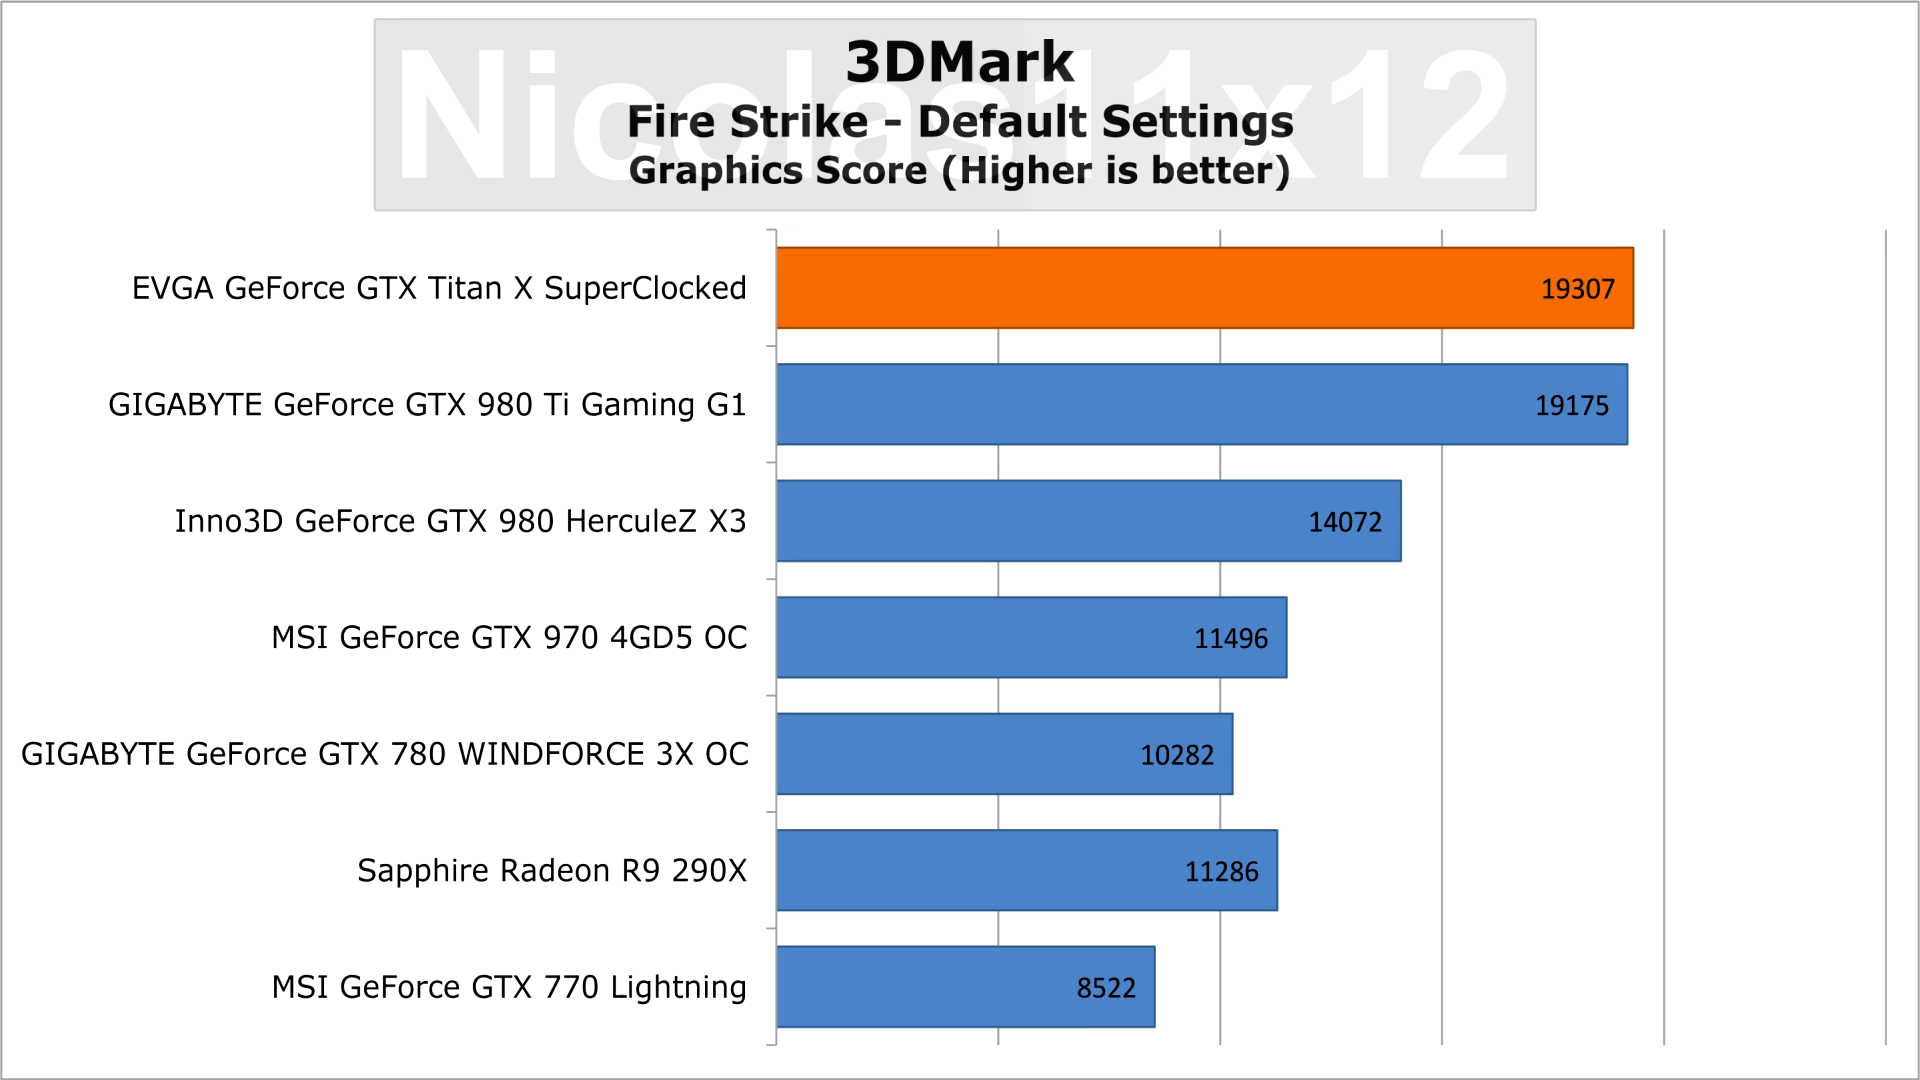 Nicolas11x12
3DMark
Fire Strike - Default Settings
Graphics Score (Higher is better)
EVGA GeForce GTX Titan X SuperClocked 19307
GIGABYTE GeForce GTX 980 Ti Gaming G1 19175
Inno3D GeForce GTX 980 HerculeZ X3 14072
MSI GeForce GTX 970 4GD5 OC 11496
GIGABYTE GeForce GTX 780 WINDFORCE 3X OC 10282
Sapphire Radeon R9 290X 11286
MSI GeForce GTX 770 Lightning 8522